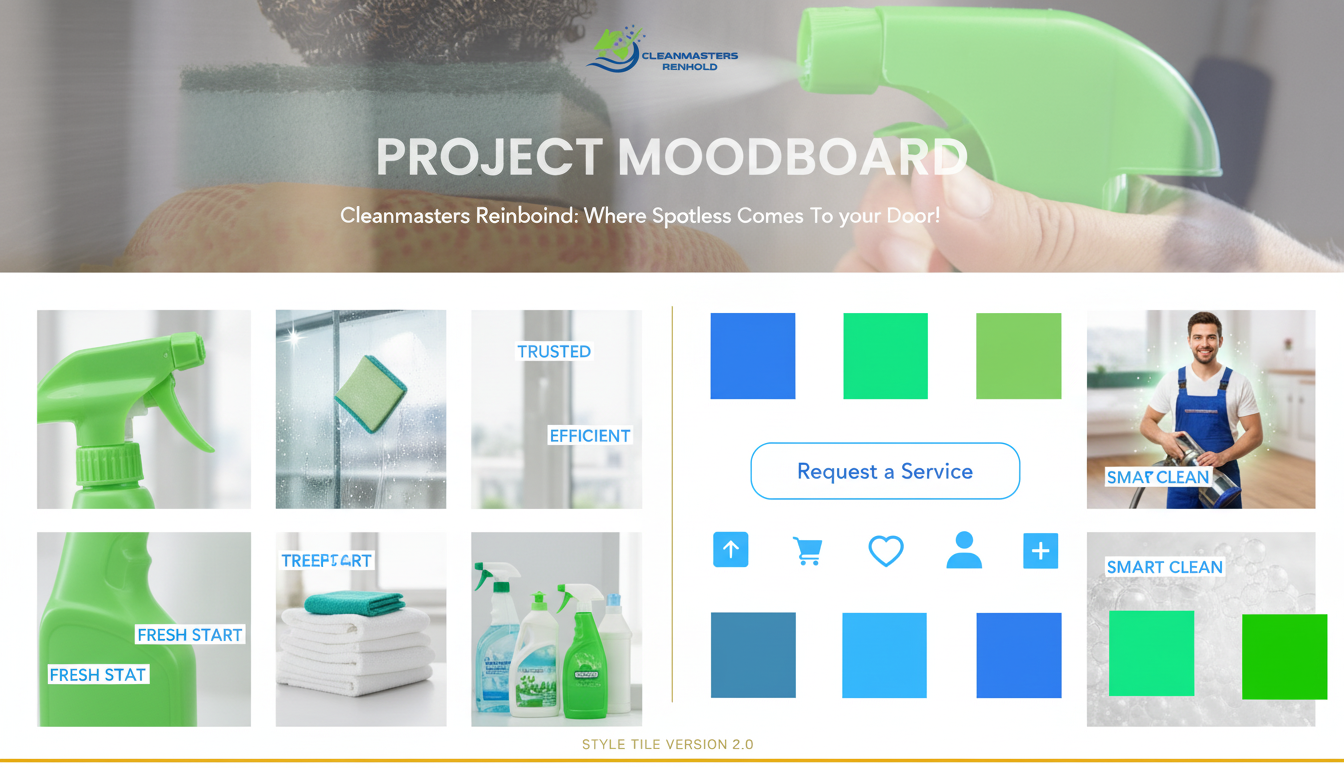 CLEANMASTERS
RENHOLD
PROJECT MOODBOARD
Cleanmasters Reinboind: Where Spotless Comes To your Door!
TRUSTED
EFFICIENT
FRESH START
FRESH STAT
Request a Service
SMAT CLEAN
SMART CLEAN
STYLE TILE VERSION 2.0